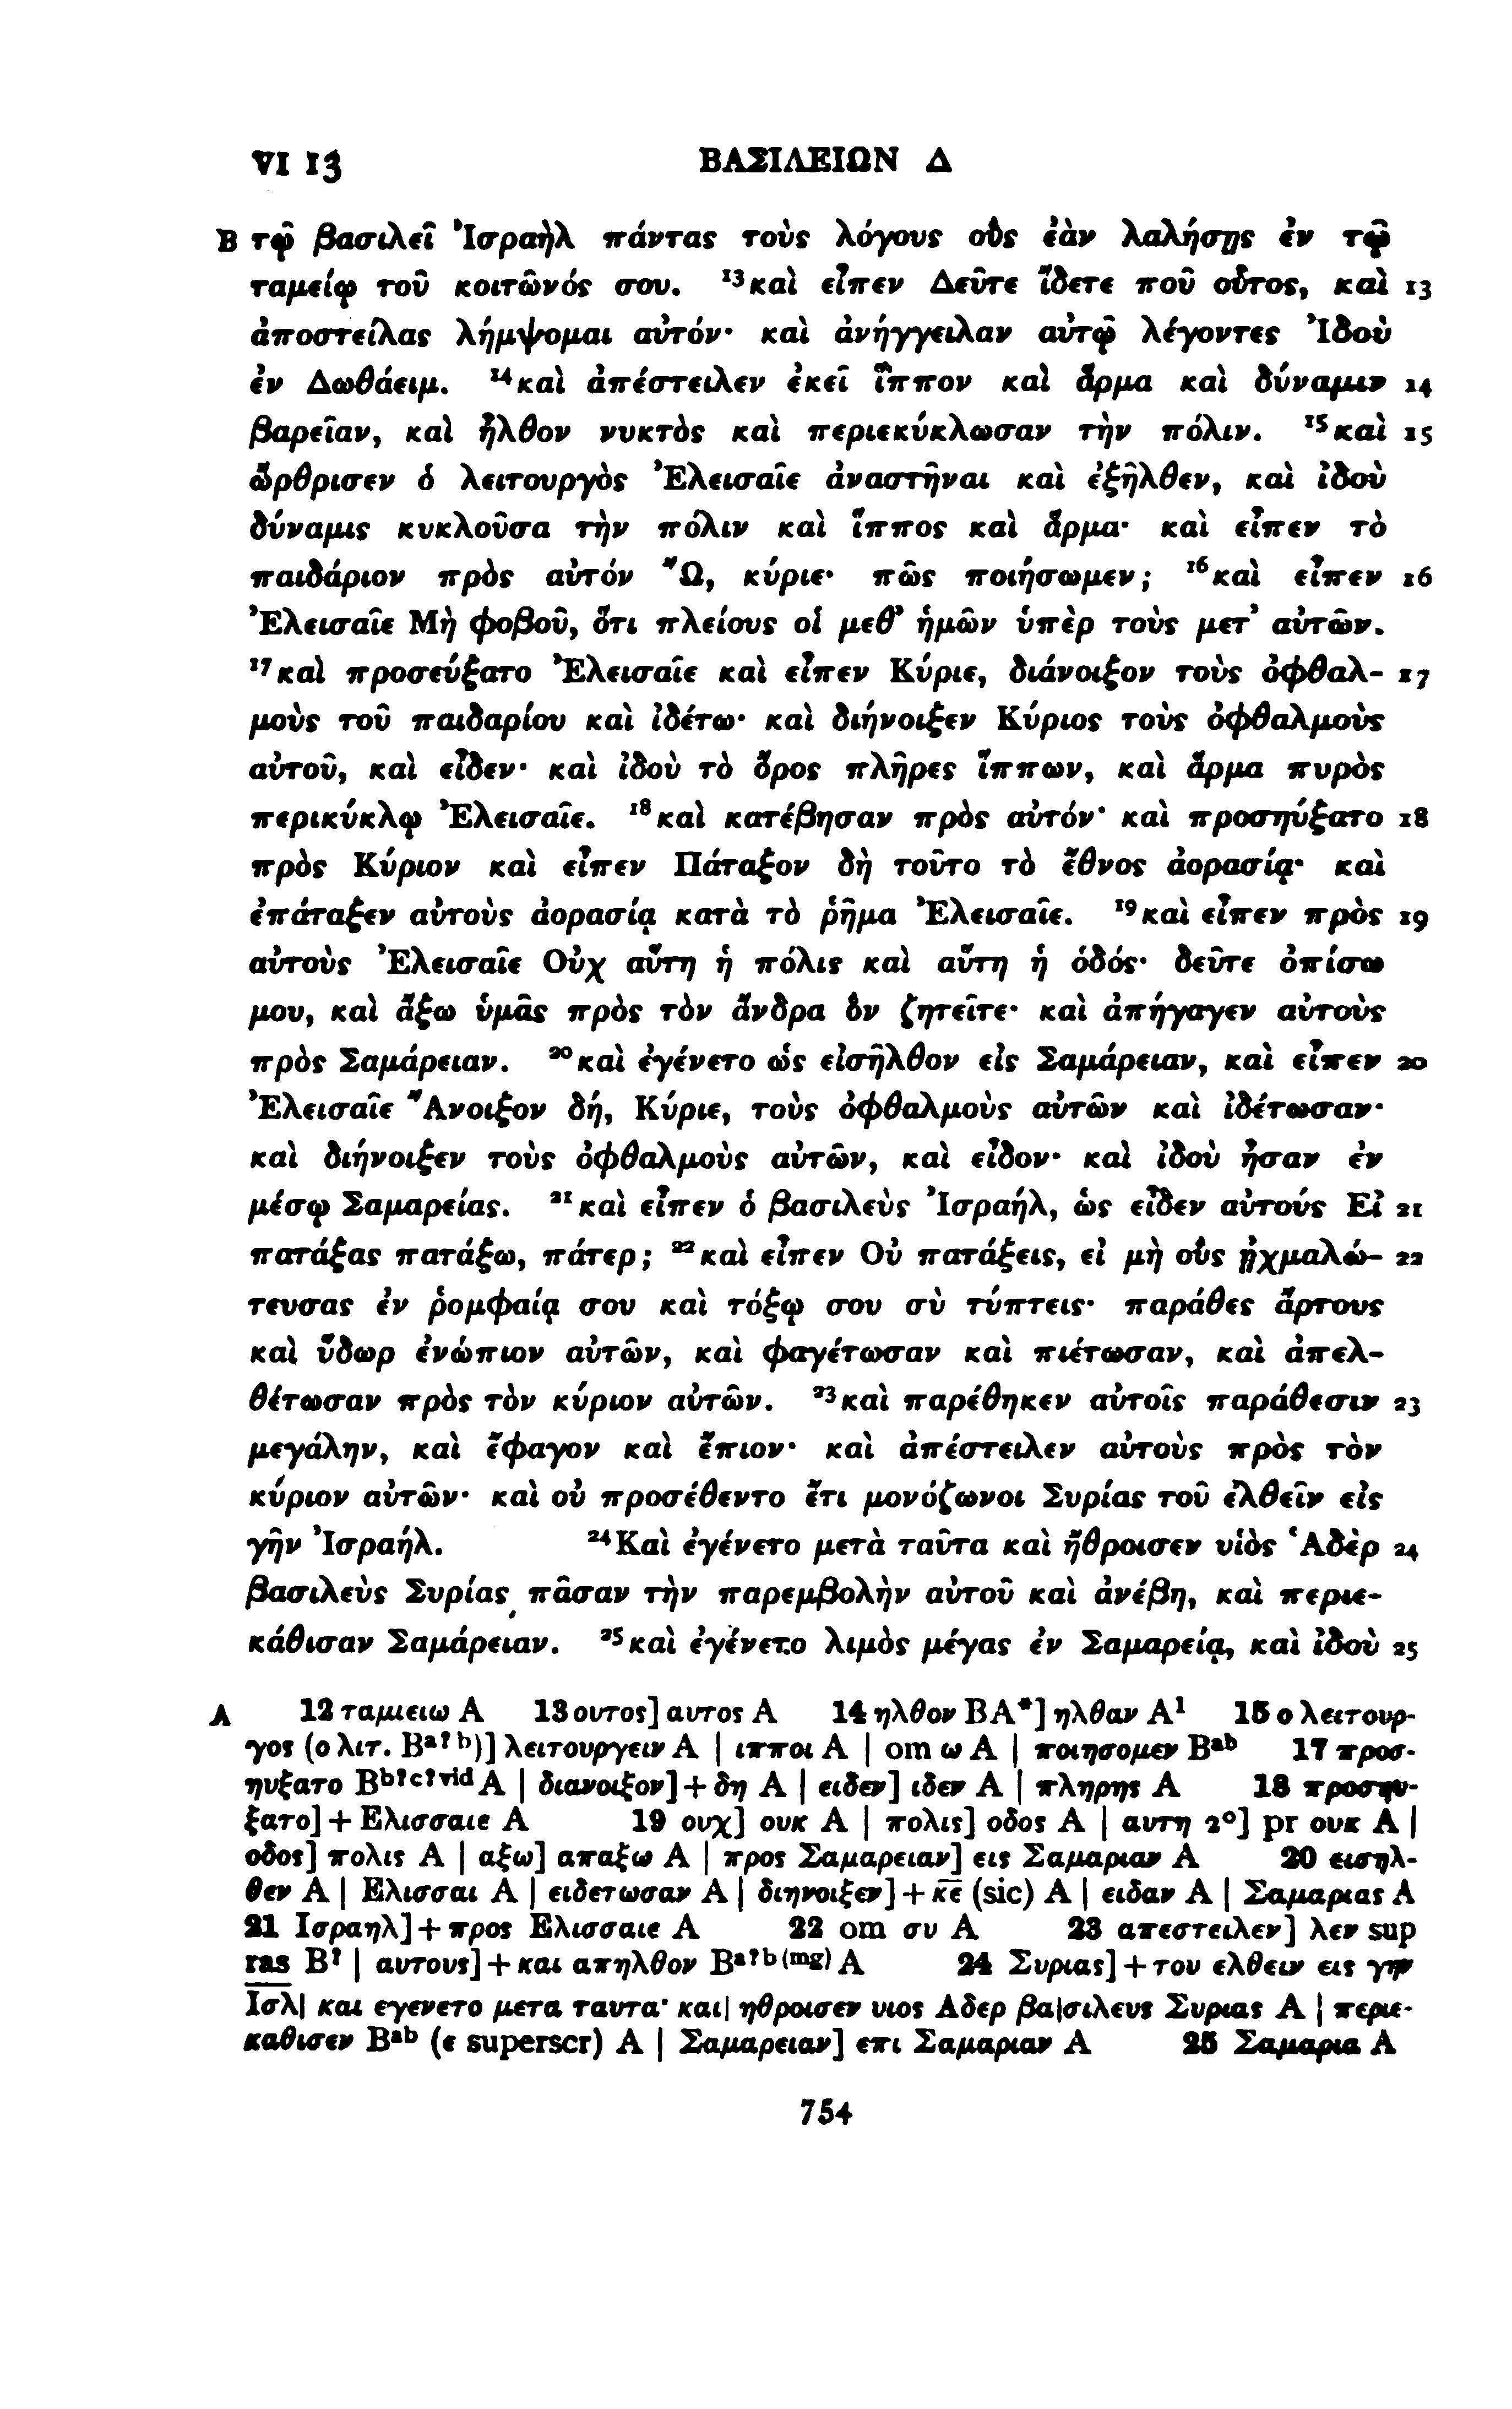 VI 13 ΒΑΣΙΛΕΙΩΝ Δ
B τῷ βασιλεῖ Ἰσραὴλ πάντας τοὺς λόγους οὓς ἐὰν λαλήσῃς ἐν τῷ
ταμείῳ τοῦ κοιτῶνός σου. ¹³καὶ εἶπεν Δεῦτε ἴδετε ποῦ οὗτος, καὶ 13
ἀποστείλας λήμψομαι αὐτόν· καὶ ἀνήγγειλαν αὐτῷ λέγοντες Ἰδοὺ
ἐν Δωθάειμ. ¹⁴καὶ ἀπέστειλεν ἐκεῖ ἵππον καὶ ἅρμα καὶ δύναμιν 14
βαρεῖαν, καὶ ἦλθον νυκτὸς καὶ περιεκύκλωσαν τὴν πόλιν. ¹⁵καὶ 15
ὤρθρισεν ὁ λειτουργὸς Ἐλεισαῖε ἀναστῆναι καὶ ἐξῆλθεν, καὶ ἰδοὺ
δύναμις κυκλοῦσα τὴν πόλιν καὶ ἵππος καὶ ἅρμα· καὶ εἶπεν τὸ
παιδάριον πρὸς αὐτόν Ὢ, κύριε· πῶς ποιήσωμεν; ¹⁶καὶ εἶπεν 16
Ἐλεισαῖε Μὴ φοβοῦ, ὅτι πλείους οἱ μεθ’ ἡμῶν ὑπὲρ τοὺς μετ’ αὐτῶν.
¹⁷καὶ προσεύξατο Ἐλεισαῖε καὶ εἶπεν Κύριε, διάνοιξον τοὺς ὀφθαλ- 17
μοὺς τοῦ παιδαρίου καὶ ἰδέτω· καὶ διήνοιξεν Κύριος τοὺς ὀφθαλμοὺς
αὐτοῦ, καὶ εἶδεν· καὶ ἰδοὺ τὸ ὄρος πλῆρες ἵππων, καὶ ἅρμα πυρὸς
περικύκλῳ Ἐλεισαῖε. ¹⁸καὶ κατέβησαν πρὸς αὐτόν· καὶ προσηύξατο 18
πρὸς Κύριον καὶ εἶπεν Πάταξον δὴ τοῦτο τὸ ἔθνος ἀορασίᾳ· καὶ
ἐπάταξεν αὐτοὺς ἀορασίᾳ κατὰ τὸ ῥῆμα Ἐλεισαῖε. ¹⁹καὶ εἶπεν πρὸς 19
αὐτοὺς Ἐλεισαῖε Οὐχ αὕτη ἡ πόλις καὶ αὕτη ἡ ὁδός· δεῦτε ὀπίσω
μου, καὶ ἄξω ὑμᾶς πρὸς τὸν ἄνδρα ὃν ζητεῖτε· καὶ ἀπήγαγεν αὐτοὺς
πρὸς Σαμάρειαν. ²⁰καὶ ἐγένετο ὡς εἰσῆλθον εἰς Σαμάρειαν, καὶ εἶπεν 20
Ἐλεισαῖε Ἄνοιξον δή, Κύριε, τοὺς ὀφθαλμοὺς αὐτῶν καὶ ἰδέτωσαν·
καὶ διήνοιξεν τοὺς ὀφθαλμοὺς αὐτῶν, καὶ εἶδον· καὶ ἰδοὺ ἦσαν ἐν
μέσῳ Σαμαρείας. ²¹καὶ εἶπεν ὁ βασιλεὺς Ἰσραήλ, ὡς εἶδεν αὐτούς Εἰ 21
πατάξας πατάξω, πάτερ; ²²καὶ εἶπεν Οὐ πατάξεις, εἰ μὴ οὓς ᾐχμαλώ- 22
τευσας ἐν ῥομφαίᾳ σου καὶ τόξῳ σου σὺ τύπτεις· παράθες ἄρτους
καὶ ὕδωρ ἐνώπιον αὐτῶν, καὶ φαγέτωσαν καὶ πιέτωσαν, καὶ ἀπελ-
θέτωσαν πρὸς τὸν κύριον αὐτῶν. ²³καὶ παρέθηκεν αὐτοῖς παράθεσιν 23
μεγάλην, καὶ ἔφαγον καὶ ἔπιον· καὶ ἀπέστειλεν αὐτοὺς πρὸς τὸν
κύριον αὐτῶν· καὶ οὐ προσέθεντο ἔτι μονόζωνοι Συρίας τοῦ ἐλθεῖν εἰς
γῆν Ἰσραήλ. ²⁴Καὶ ἐγένετο μετὰ ταῦτα καὶ ἤθροισεν υἱὸς Ἁδὲρ 24
βασιλεὺς Συρίας πᾶσαν τὴν παρεμβολὴν αὐτοῦ καὶ ἀνέβη, καὶ περιε-
κάθισαν Σαμάρειαν. ²⁵καὶ ἐγένετο λιμὸς μέγας ἐν Σαμαρείᾳ, καὶ ἰδοὺ 25
A 12 ταμιειω A 13 ουτος] αυτος A 14 ηλθον BA*] ηλθαν A¹ 15 ο λειτουρ-
γος (ο λιτ. Bᵃ?ᵇ)] λειτουργειν A | ιπποι A | om ω A | ποιησομεν Bᵃᵇ 17 προσ-
ηυξατο Bᵇ?ᶜ?ᵛⁱᵈ A | διανοιξον]+δη A | ειδεν] ιδεν A | πληρης A 18 προσηυ-
ξατο]+Ελισσαιε A 19 ουχ] ουκ A | πολις] οδος A | αυτη 2°] pr ουκ A |
οδος] πολις A | αξω] απαξω A | προς Σαμαρειαν] εις Σαμαριαν A 20 εισηλ-
θεν A | Ελισσαι A | ειδετωσαν A | διηνοιξεν]+κ̅ε̅ (sic) A | ειδαν A | Σαμαριας A
21 Ισραηλ]+προς Ελισσαιε A 22 om συ A 23 απεστειλεν] λεν sup
ras B? | αυτους]+και απηλθον Bᵃ?ᵇ⁽ᵐᵍ⁾ A 24 Συριας]+του ελθειν εις γην
Ι̅σ̅λ̅| και εγενετο μετα ταυτα· και| ηθροισεν υιος Αδερ βα|σιλευς Συριας A | περιε-
καθισεν Bᵃᵇ (ε superscr) A | Σαμαρειαν] επι Σαμαριαν A 25 Σαμαρια A
754